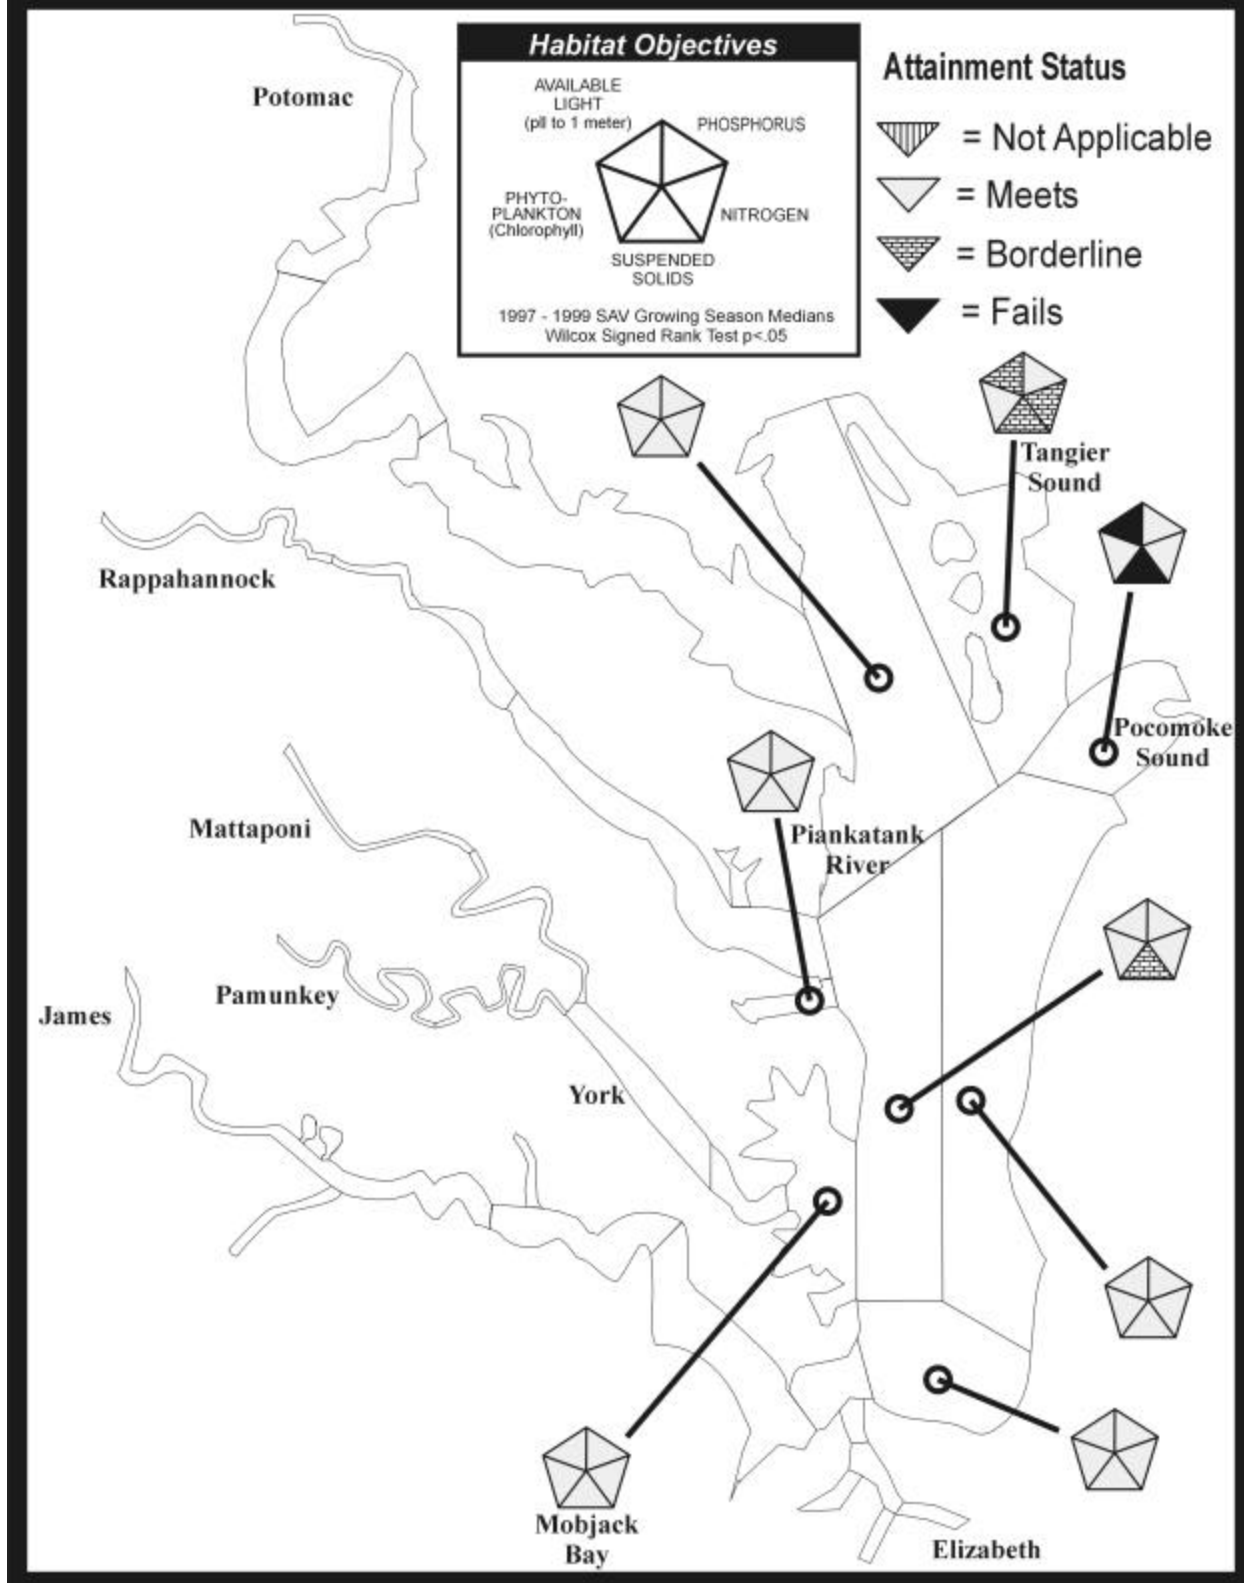 Habitat Objectives
AVAILABLE
LIGHT
(pll to 1 meter)
PHOSPHORUS
PHYTO-
PLANKTON
(Chlorophyll)
NITROGEN
SUSPENDED
SOLIDS
1997 - 1999 SAV Growing Season Medians
Wilcox Signed Rank Test p<.05
Attainment Status
= Not Applicable
= Meets
= Borderline
= Fails
Potomac
Tangier
Sound
Rappahannock
Pocomoke
Sound
Mattaponi
Piankatank
River
Pamunkey
James
York
Mobjack
Bay
Elizabeth